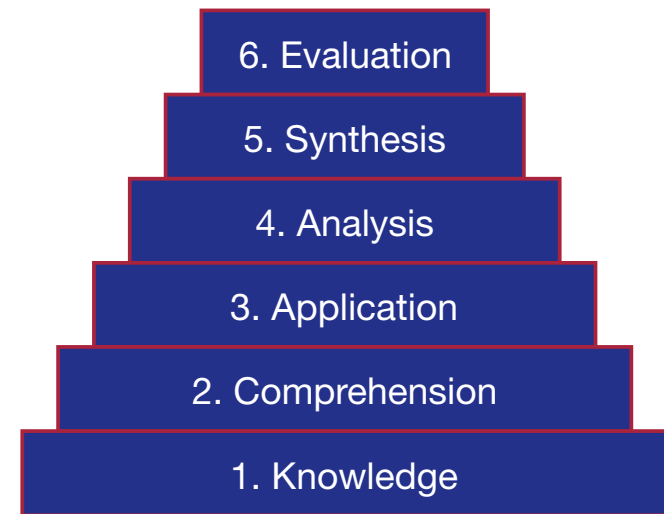 6. Evaluation
5. Synthesis
4. Analysis
3. Application
2. Comprehension
1. Knowledge